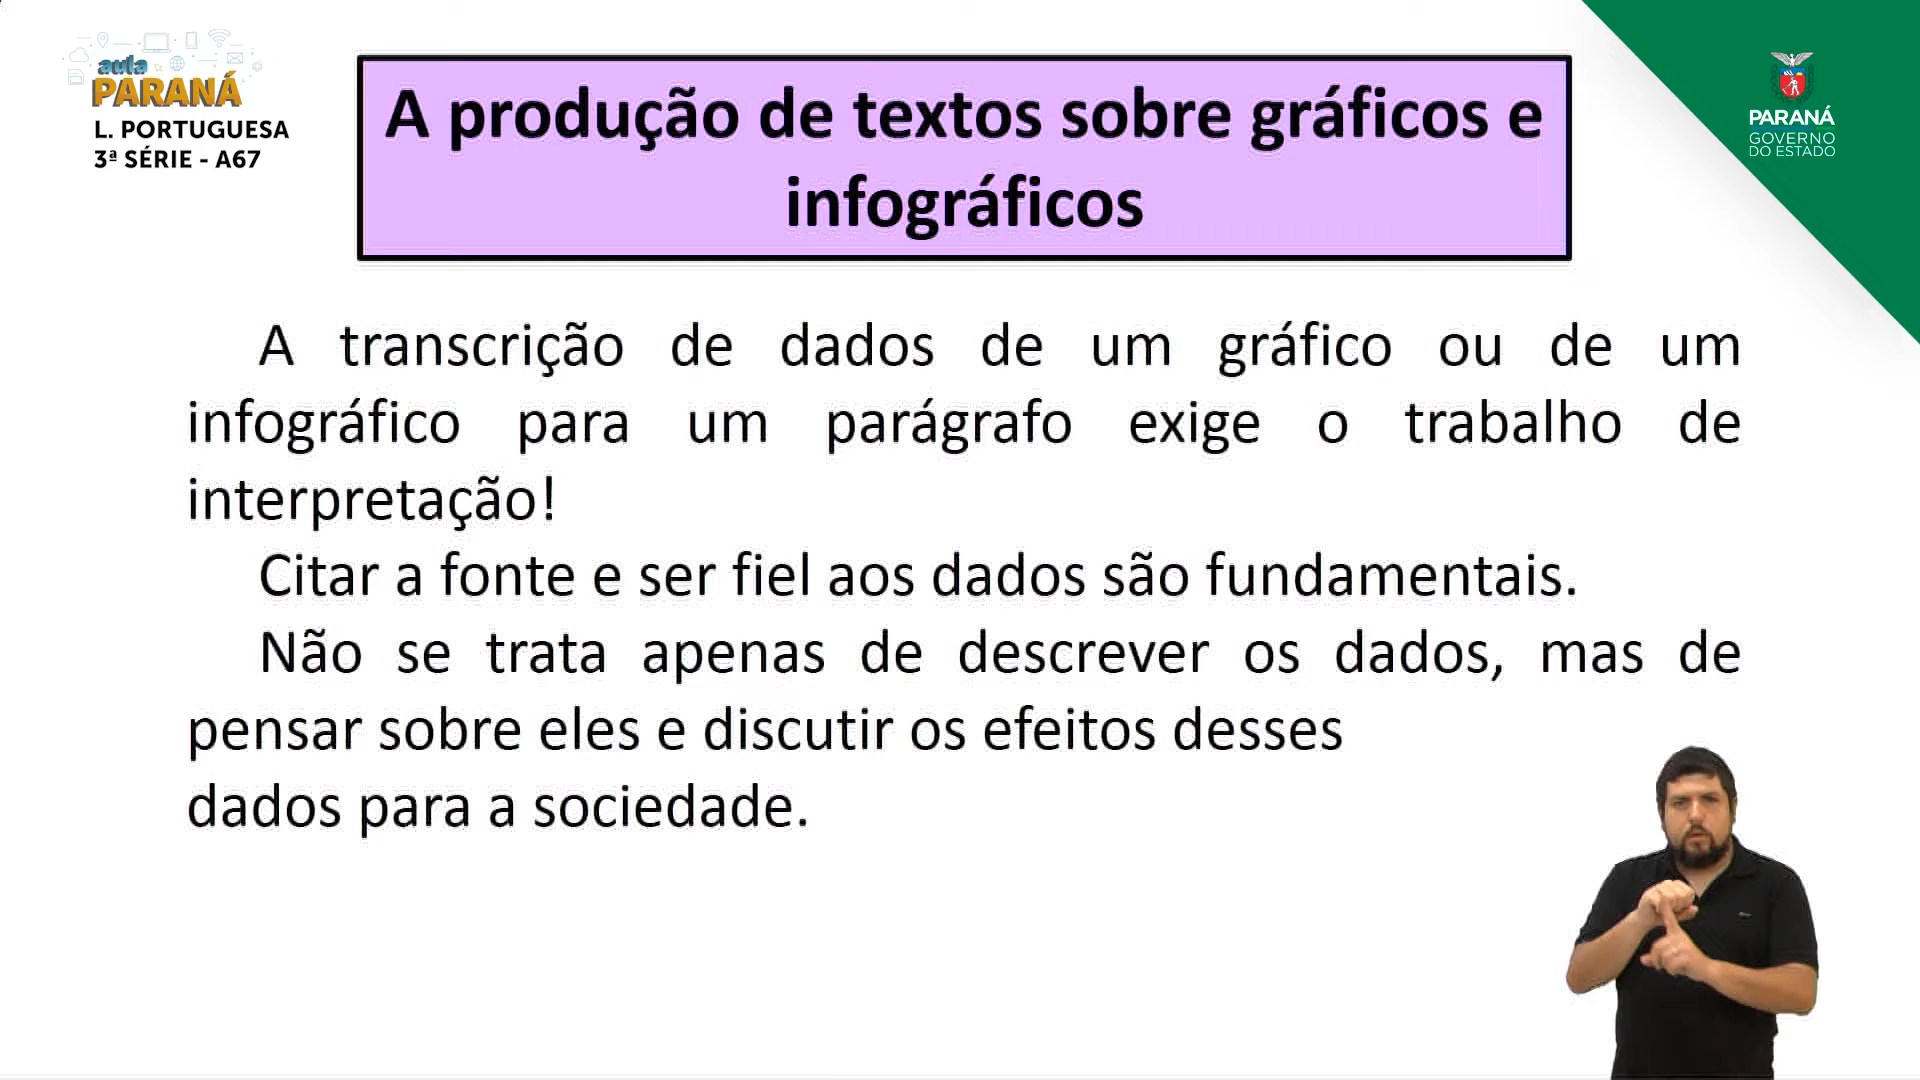 aula
PARANÁ
L. PORTUGUESA
3ª SÉRIE - A67
A produção de textos sobre gráficos e
infográficos
PARANÁ
GOVERNO
DO ESTADO
A transcrição de dados de um gráfico ou de um
infográfico para um parágrafo exige o trabalho de
interpretação!
Citar a fonte e ser fiel aos dados são fundamentais.
Não se trata apenas de descrever os dados, mas de
pensar sobre eles e discutir os efeitos desses
dados para a sociedade.